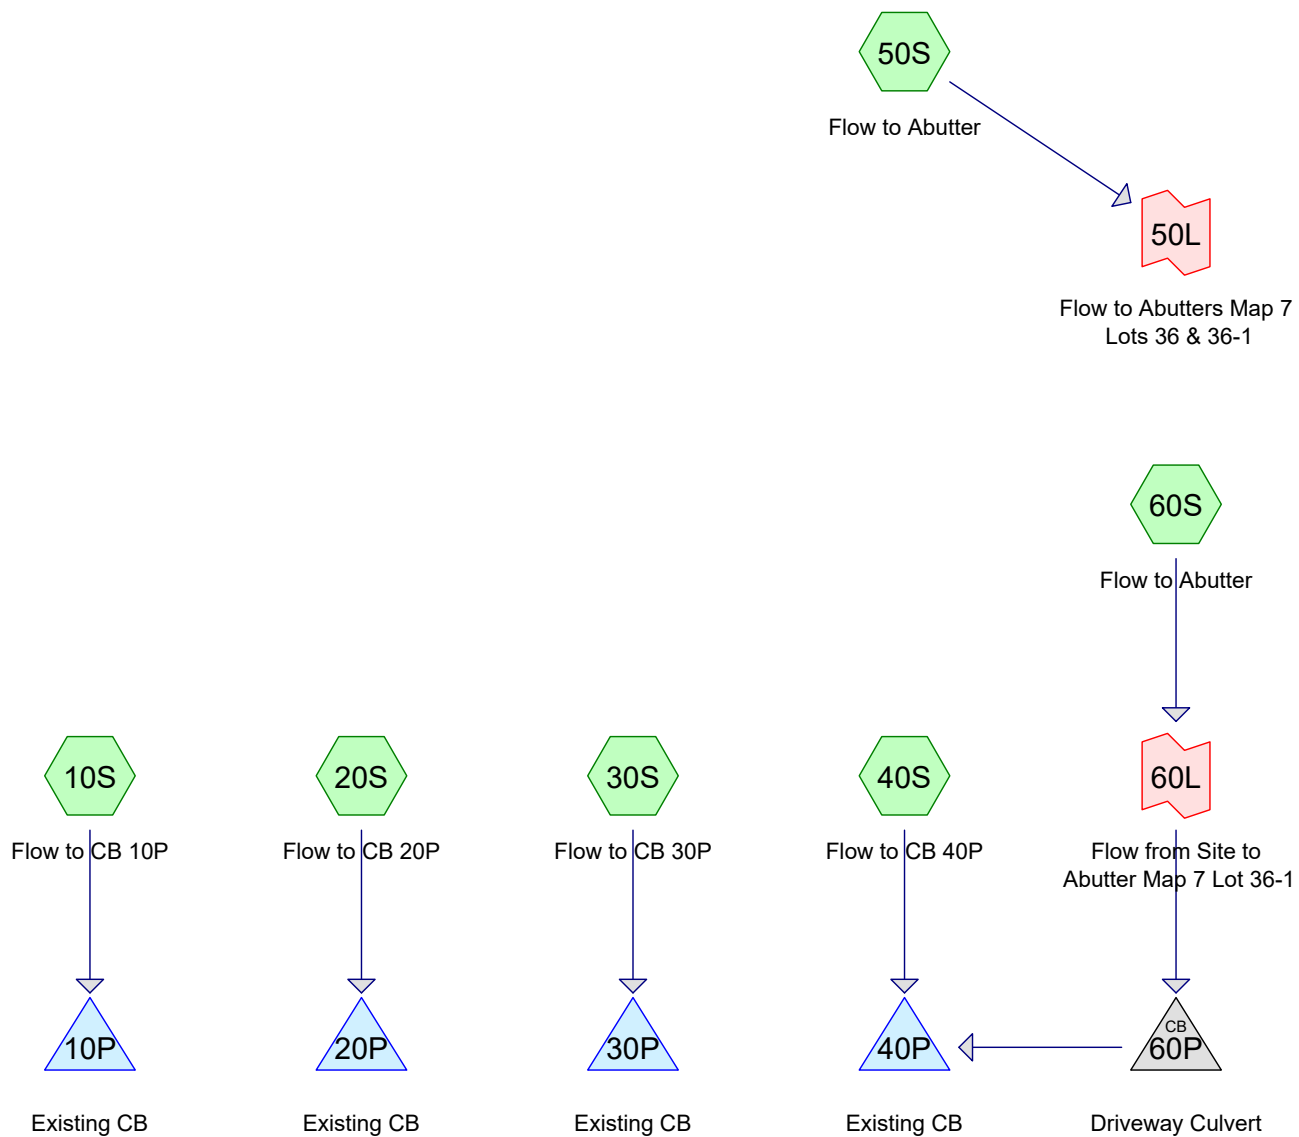 50S
Flow to Abutter
50L
Flow to Abutters Map 7
Lots 36 & 36-1
60S
Flow to Abutter
10S
Flow to CB 10P
20S
Flow to CB 20P
30S
Flow to CB 30P
40S
Flow to CB 40P
60L
Flow from Site to
Abutter Map 7 Lot 36-1
10P
Existing CB
20P
Existing CB
30P
Existing CB
40P
Existing CB
CB
60P
Driveway Culvert